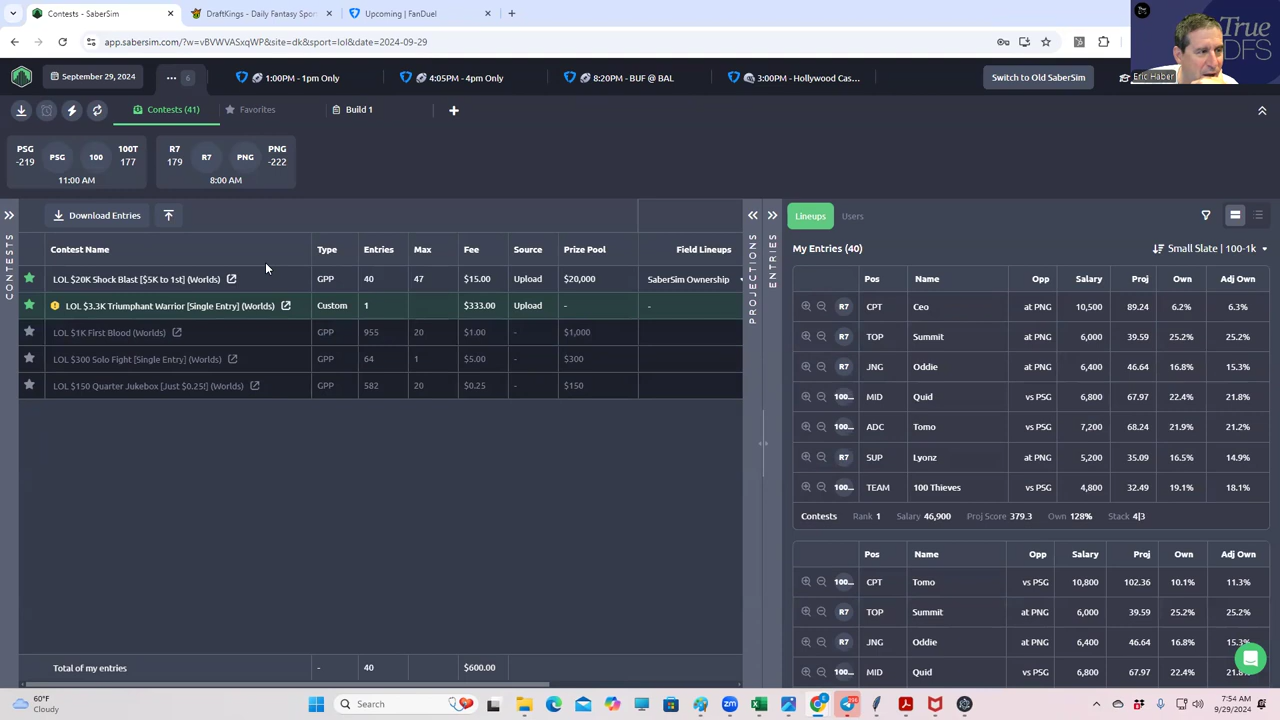 Contests - SaberSim
DraftKings - Daily Fantasy Spor
Upcoming | FanDuel
app.sabersim.com/?w=vBVWVASxqWP&site=dk&sport=lol&date=2024-09-29
True
DFS
Eric Haber
September 29, 2024
6
1:00PM - 1pm Only
4:05PM - 4pm Only
8:20PM - BUF @ BAL
3:00PM - Hollywood Cas...
Switch to Old SaberSim
Contests (41)
Favorites
Build 1
PSG 100T
-219 PSG 100 177
11:00 AM
R7 PNG
179 R7 PNG -222
8:00 AM
CONTESTS
Download Entries
Contest Name Type Entries Max Fee Source Prize Pool Field Lineups
LOL $20K Shock Blast [$5K to 1st] (Worlds) GPP 40 47 $15.00 Upload $20,000 SaberSim Ownership
LOL $3.3K Triumphant Warrior [Single Entry] (Worlds) Custom 1 $333.00 Upload - -
LOL $1K First Blood (Worlds) GPP 955 20 $1.00 - $1,000
LOL $300 Solo Fight [Single Entry] (Worlds) GPP 64 1 $5.00 - $300
LOL $150 Quarter Jukebox [Just $0.25!] (Worlds) GPP 582 20 $0.25 - $150
Total of my entries - 40 $600.00
PROJECTIONS
ENTRIES
Lineups Users
My Entries (40) Small Slate | 100-1k
Pos Name Opp Salary Proj Own Adj Own
R7 CPT Ceo at PNG 10,500 89.24 6.2% 6.3%
R7 TOP Summit at PNG 6,000 39.59 25.2% 25.2%
R7 JNG Oddie at PNG 6,400 46.64 16.8% 15.3%
100... MID Quid vs PSG 6,800 67.97 22.4% 21.8%
100... ADC Tomo vs PSG 7,200 68.24 21.9% 21.2%
R7 SUP Lyonz at PNG 5,200 35.09 16.5% 14.9%
100... TEAM 100 Thieves vs PSG 4,800 32.49 19.1% 18.1%
Contests Rank 1 Salary 46,900 Proj Score 379.3 Own 128% Stack 4|3
Pos Name Opp Salary Proj Own Adj Own
100... CPT Tomo vs PSG 10,800 102.36 10.1% 11.3%
R7 TOP Summit at PNG 6,000 39.59 25.2% 25.2%
R7 JNG Oddie at PNG 6,400 46.64 16.8% 15.3%
100... MID Quid vs PSG 6,800 67.97 22.4%
60°F
Cloudy
Search
7:54 AM
9/29/2024